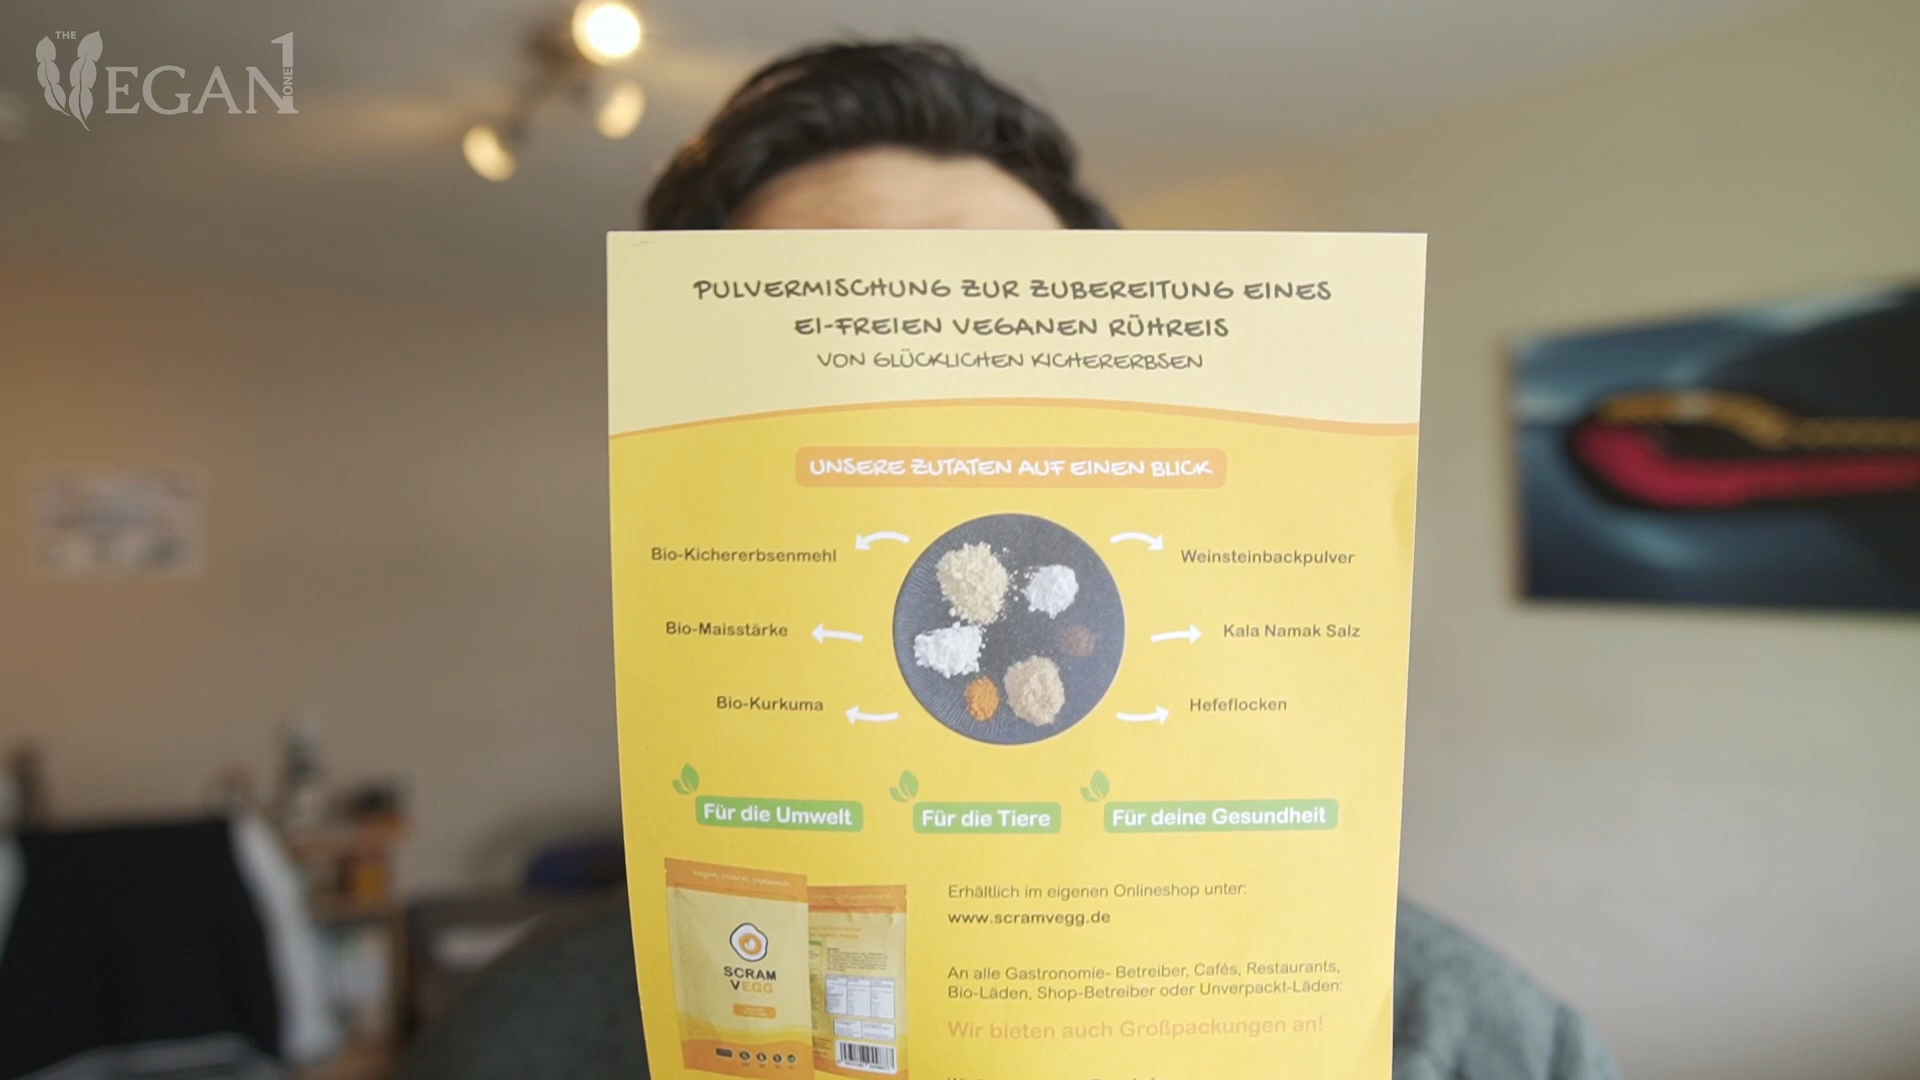 THE
VEGAN
ONE
1
PULVERMISCHUNG ZUR ZUBEREITUNG EINES
EI-FREIEN VEGANEN RÜHREIS
VON GLÜCKLICHEN KICHERERBSEN
UNSERE ZUTATEN AUF EINEN BLICK
Bio-Kichererbsenmehl
Weinsteinbackpulver
Bio-Maisstärke
Kala Namak Salz
Bio-Kurkuma
Hefeflocken
Für die Umwelt
Für die Tiere
Für deine Gesundheit
SCRAM
VEGG
Erhältlich im eigenen Onlineshop unter:
www.scramvegg.de
An alle Gastronomie- Betreiber, Cafés, Restaurants,
Bio-Läden, Shop-Betreiber oder Unverpackt-Läden:
Wir bieten auch Großpackungen an!